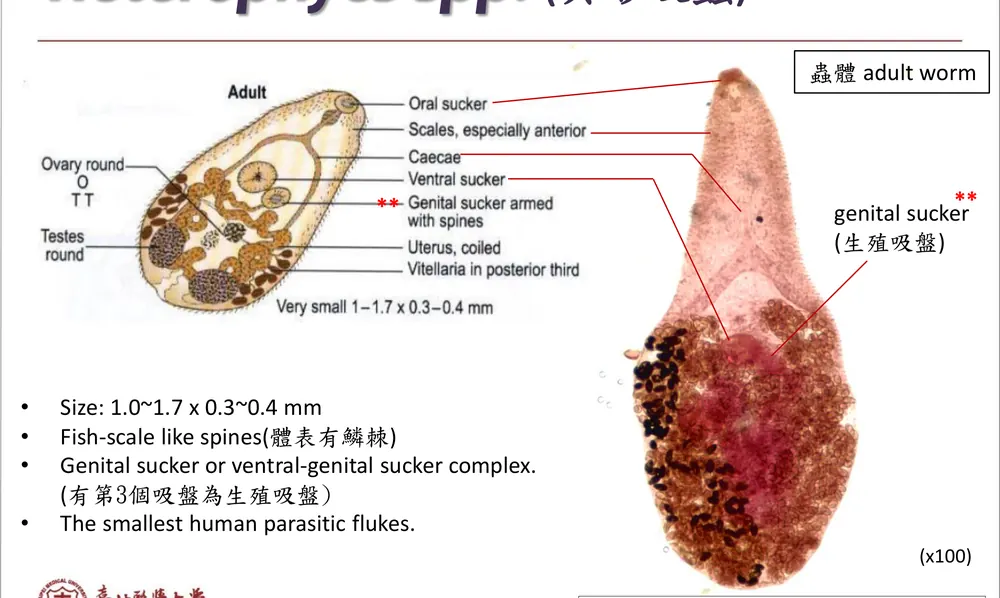 Heterophyes spp.
蟲體 adult worm
Adult
Oral sucker
Scales, especially anterior
Caecae
Ventral sucker
** Genital sucker armed
with spines
Uterus, coiled
Vitellaria in posterior third
Ovary round
O
T T
Testes
round
Very small 1–1.7 x 0.3–0.4 mm
**
genital sucker
(生殖吸盤)
• Size: 1.0~1.7 x 0.3~0.4 mm
• Fish-scale like spines(體表有鱗棘)
• Genital sucker or ventral-genital sucker complex.
(有第3個吸盤為生殖吸盤)
• The smallest human parasitic flukes.
(x100)